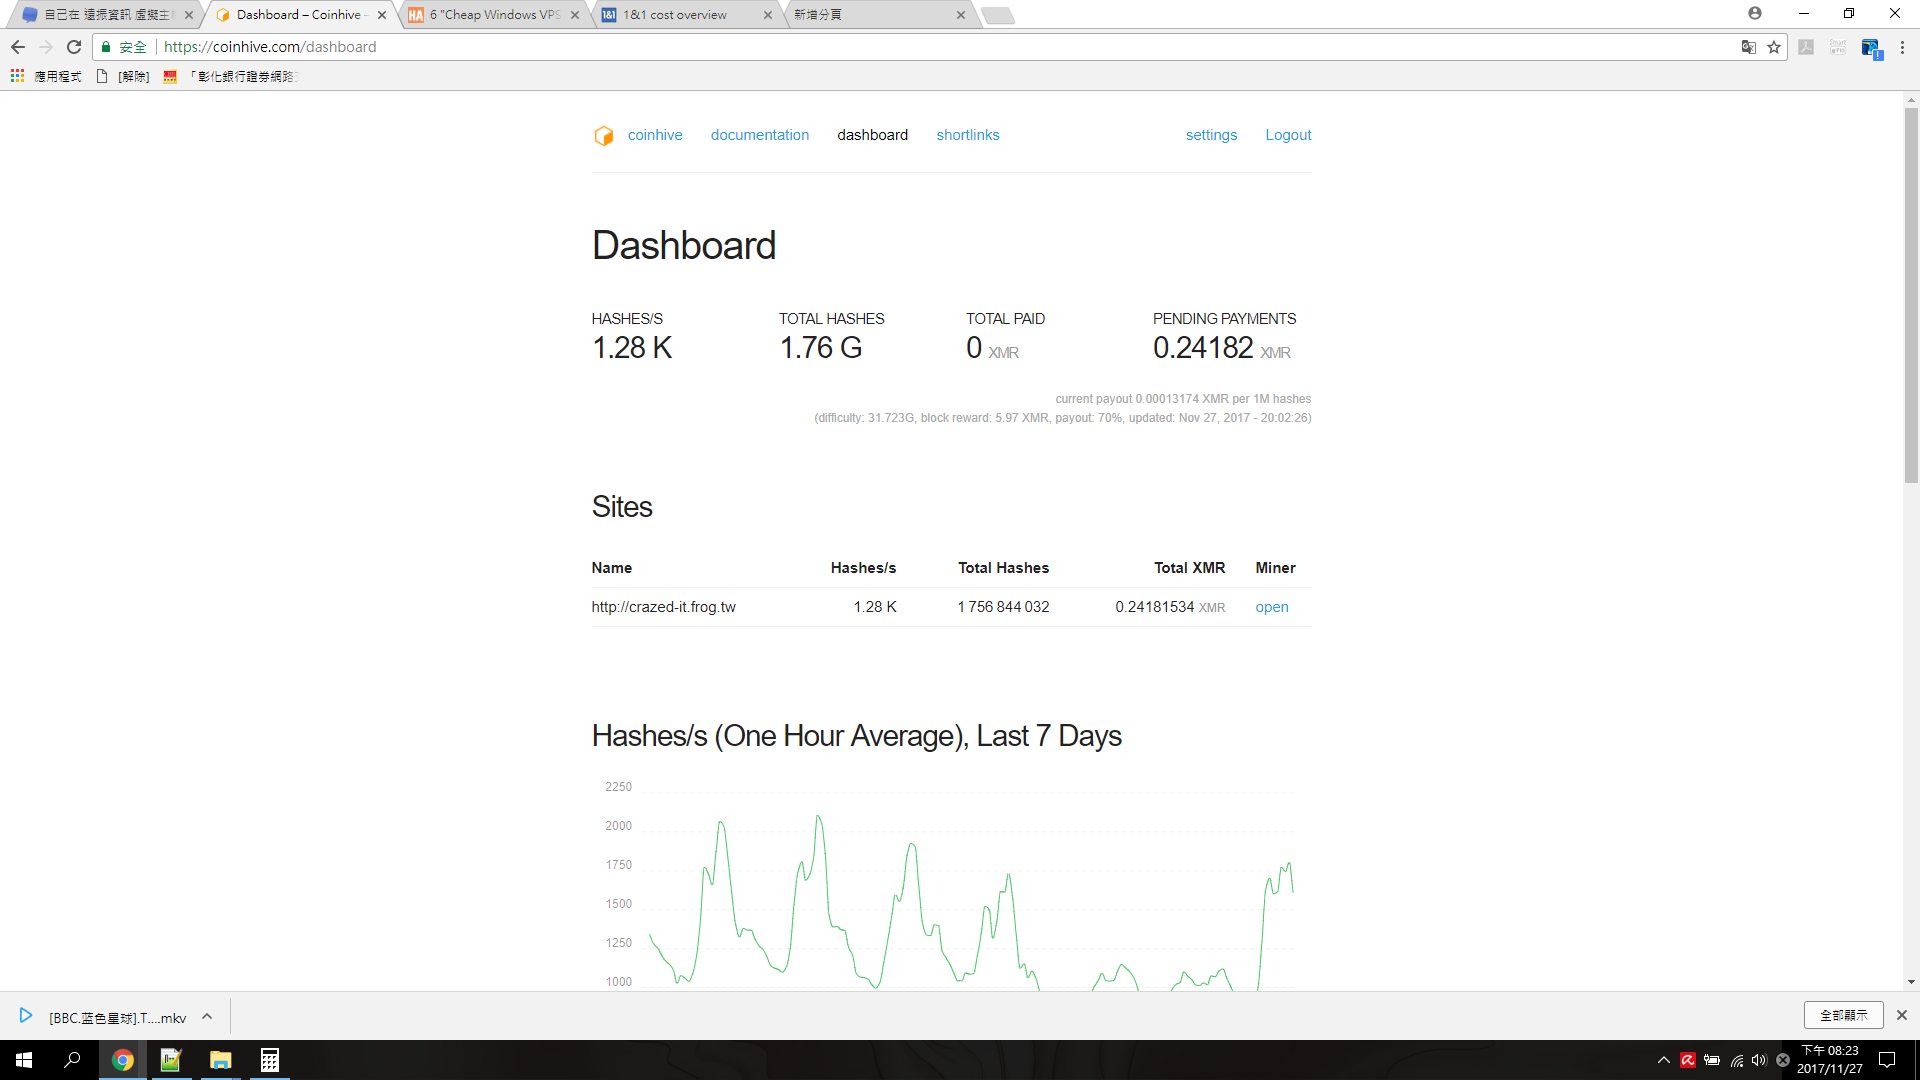 自己在 遠振資訊 虛擬主機
Dashboard – Coinhive –
6 "Cheap Windows VPS
1&1 cost overview
新增分頁
安全
https://coinhive.com/dashboard
應用程式
[解除]
「彰化銀行證券網路
coinhive
documentation
dashboard
shortlinks
settings
Logout
Dashboard
HASHES/S
TOTAL HASHES
TOTAL PAID
PENDING PAYMENTS
1.28 K
1.76 G
0 XMR
0.24182 XMR
current payout 0.00013174 XMR per 1M hashes
(difficulty: 31.723G, block reward: 5.97 XMR, payout: 70%, updated: Nov 27, 2017 - 20:02:26)
Sites
Name Hashes/s Total Hashes Total XMR Miner
http://crazed-it.frog.tw 1.28 K 1 756 844 032 0.24181534 XMR open
Hashes/s (One Hour Average), Last 7 Days
2250
2000
1750
1500
1250
1000
[BBC.蓝色星球].T....mkv
全部顯示
下午 08:23
2017/11/27